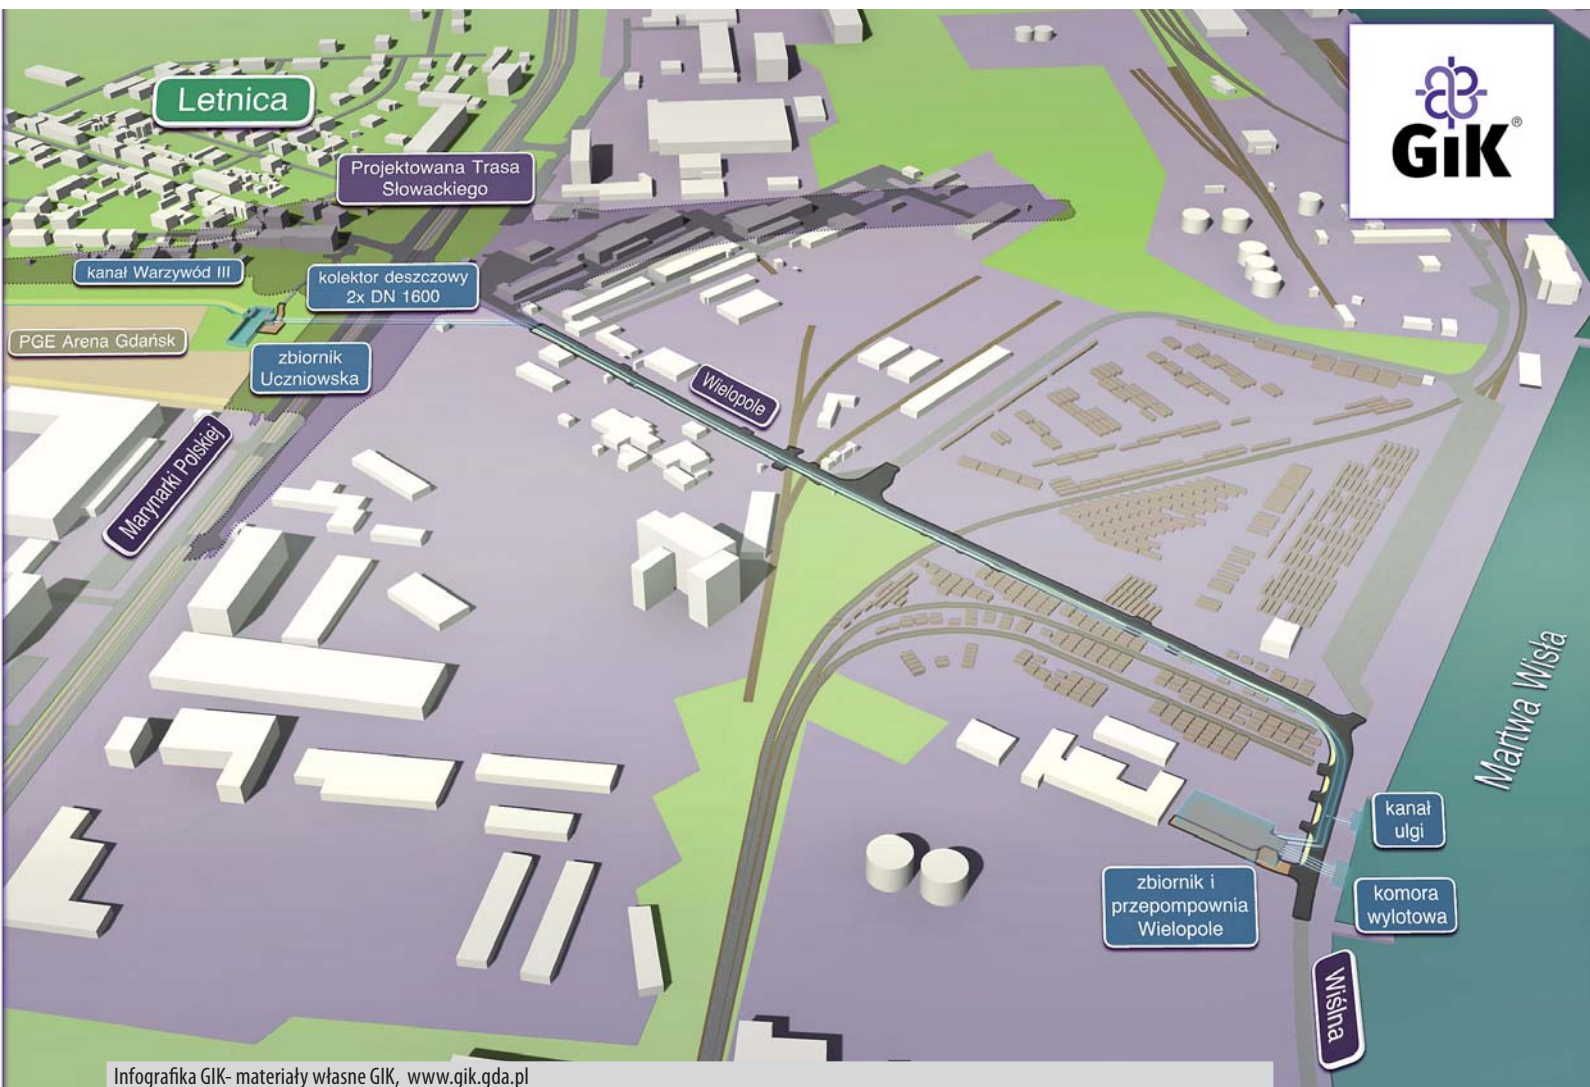 Letnica
GiK®
Projektowana Trasa
Słowackiego
kanał Warzywód III
kolektor deszczowy
2x DN 1600
PGE Arena Gdańsk
zbiornik
Uczniowska
Wielopole
Marynarki Polskiej
Martwa Wisła
kanał
ulgi
zbiornik i
przepompownia
Wielopole
komora
wylotowa
Wiślna
Infografika GIK- materiały własne GIK, www.gik.gda.pl